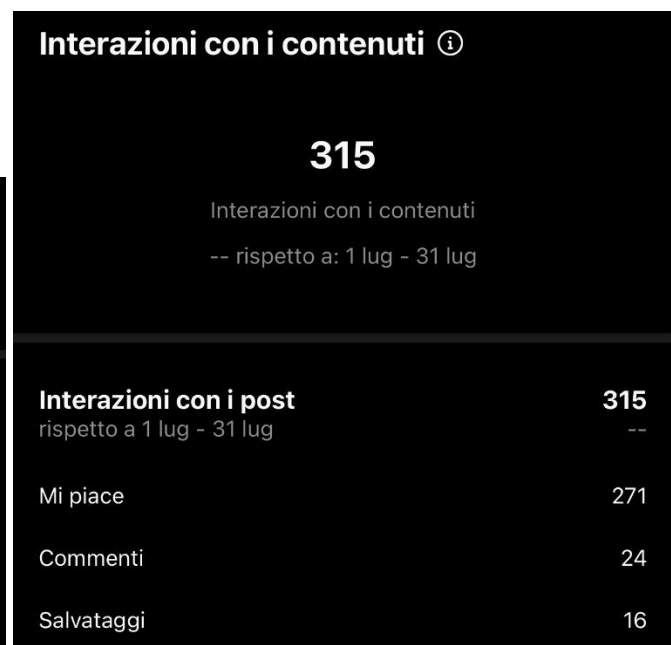 Interazioni con i contenuti
315
Interazioni con i contenuti
-- rispetto a: 1 lug - 31 lug
Interazioni con i post 315
rispetto a 1 lug - 31 lug --
Mi piace 271
Commenti 24
Salvataggi 16